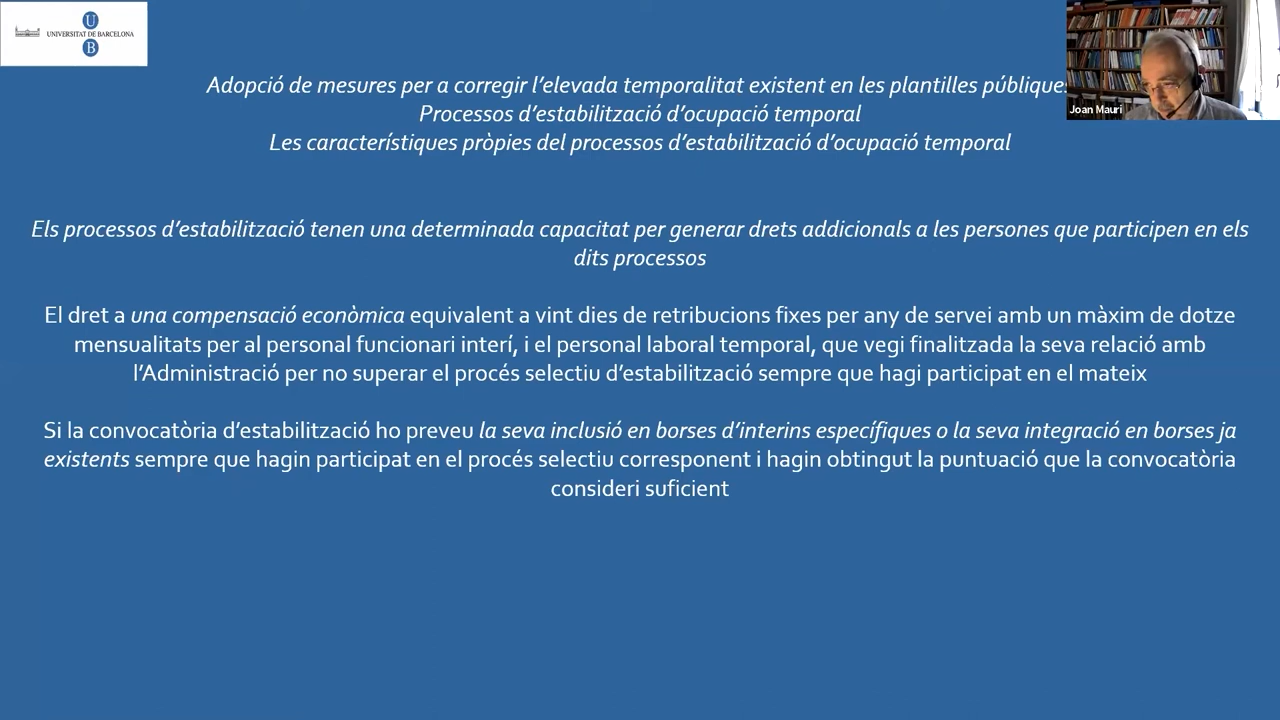 U
UNIVERSITAT DE BARCELONA
B
Joan Mauri
Adopció de mesures per a corregir l'elevada temporalitat existent en les plantilles públiques
Processos d'estabilització d'ocupació temporal
Les característiques pròpies del processos d'estabilització d'ocupació temporal
Els processos d'estabilització tenen una determinada capacitat per generar drets addicionals a les persones que participen en els
dits processos
El dret a una compensació econòmica equivalent a vint dies de retribucions fixes per any de servei amb un màxim de dotze
mensualitats per al personal funcionari interí, i el personal laboral temporal, que vegi finalitzada la seva relació amb
l'Administració per no superar el procés selectiu d'estabilització sempre que hagi participat en el mateix
Si la convocatòria d'estabilització ho preveu la seva inclusió en borses d'interins específiques o la seva integració en borses ja
existents sempre que hagin participat en el procés selectiu corresponent i hagin obtingut la puntuació que la convocatòria
consideri suficient